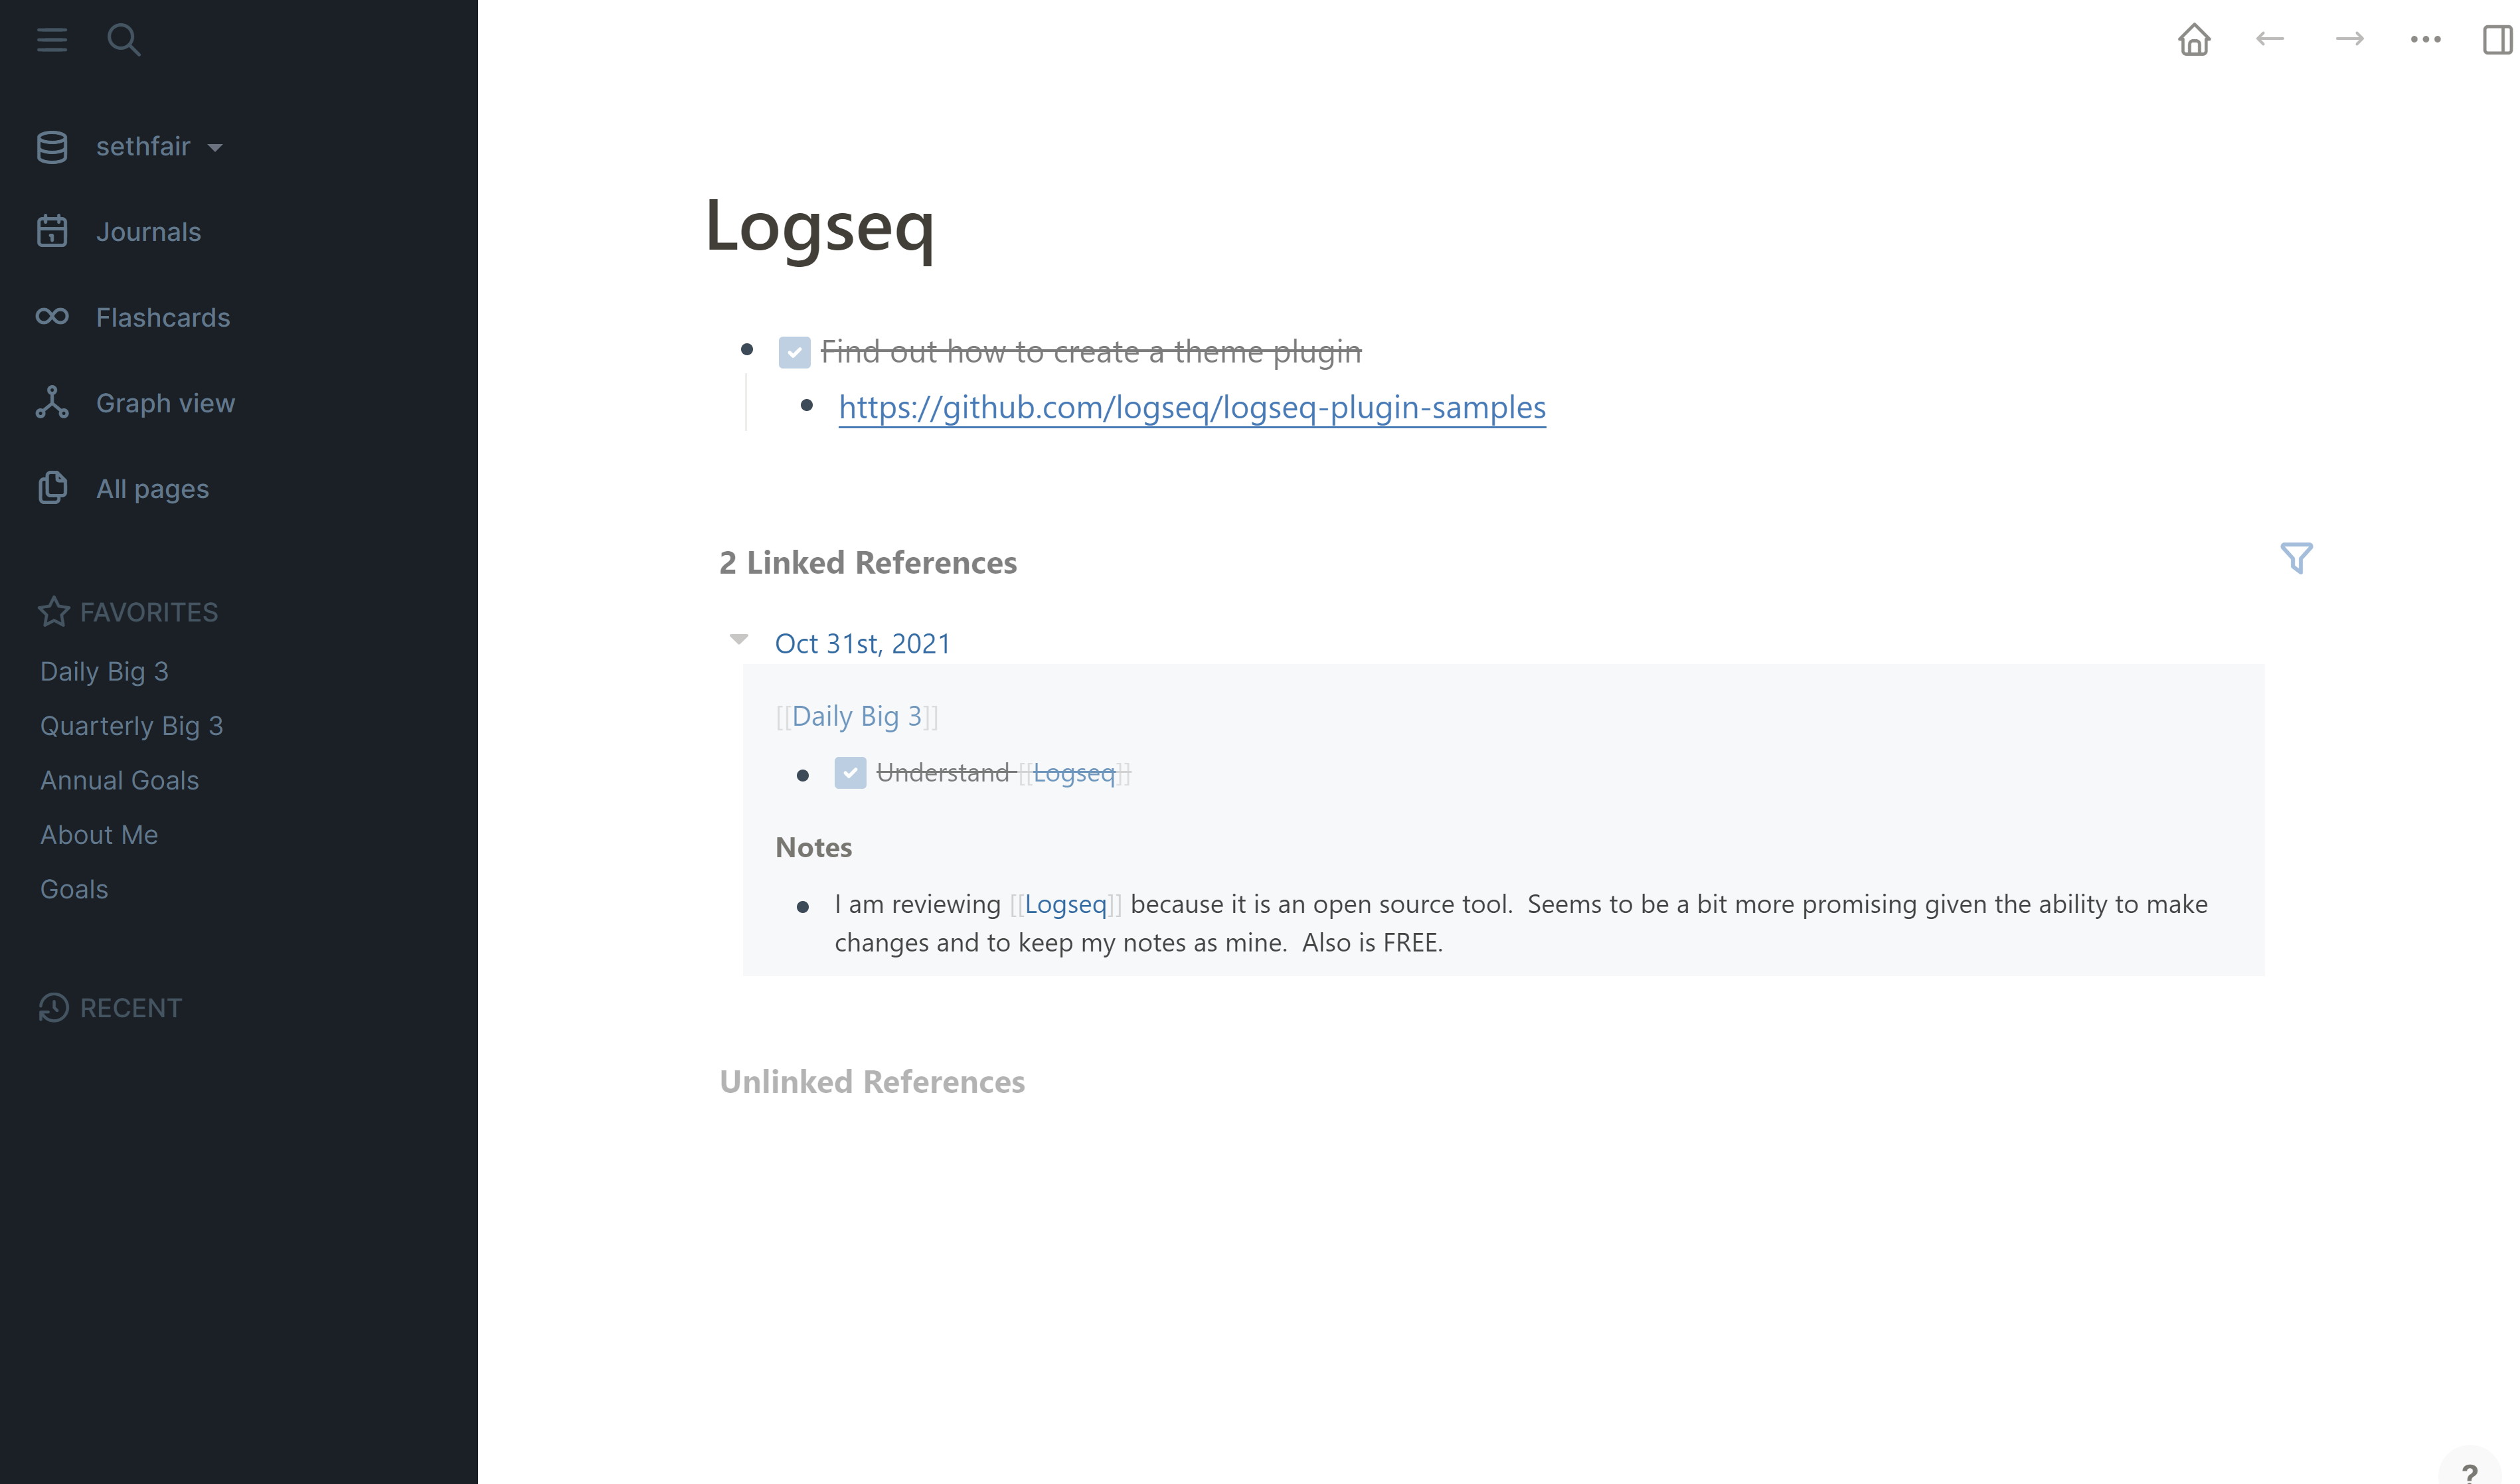 sethfair
Journals
Flashcards
Graph view
All pages
FAVORITES
Daily Big 3
Quarterly Big 3
Annual Goals
About Me
Goals
RECENT
Logseq
Find out how to create a theme plugin
https://github.com/logseq/logseq-plugin-samples
2 Linked References
Oct 31st, 2021
[[Daily Big 3]]
Understand [[Logseq]]
Notes
I am reviewing [[Logseq]] because it is an open source tool.  Seems to be a bit more promising given the ability to make
changes and to keep my notes as mine.  Also is FREE.
Unlinked References
?